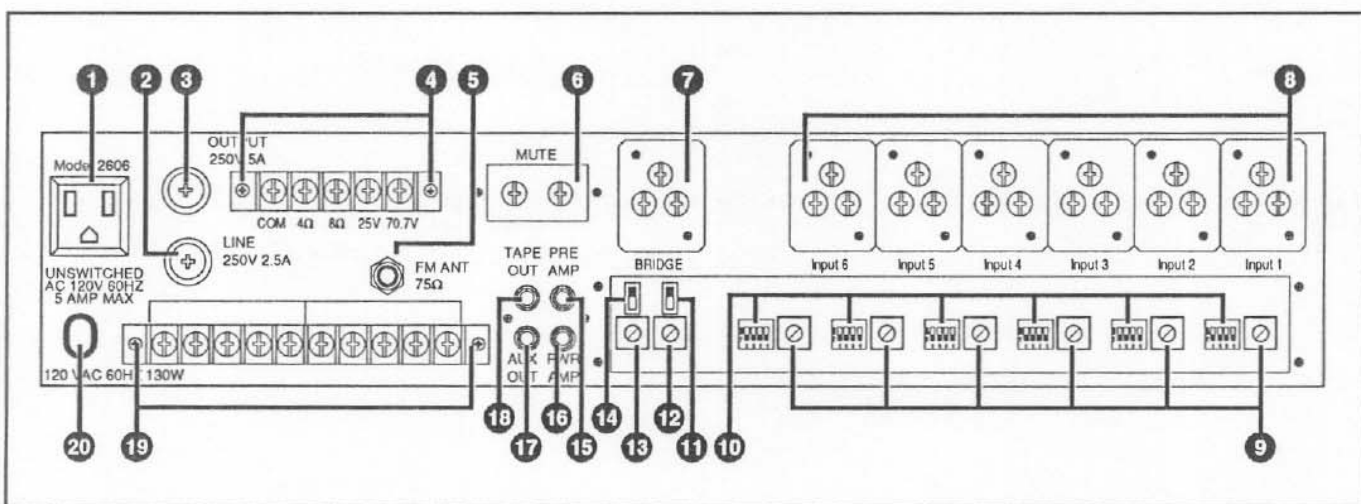 1 2 3 4 5 6 7 8
OUTPUT
250V 5A
MUTE
Model 2606
COM 4Ω 8Ω 25V 70.7V
LINE
250V 2.5A
FM ANT
75Ω
TAPE OUT
PRE AMP
BRIDGE
Input 6 Input 5 Input 4 Input 3 Input 2 Input 1
UNSWITCHED
AC 120V 60HZ
5 AMP MAX
AUX OUT
PWR AMP
120 VAC 60HZ 130W
20 19 18 17 16 15 14 13 12 11 10 9